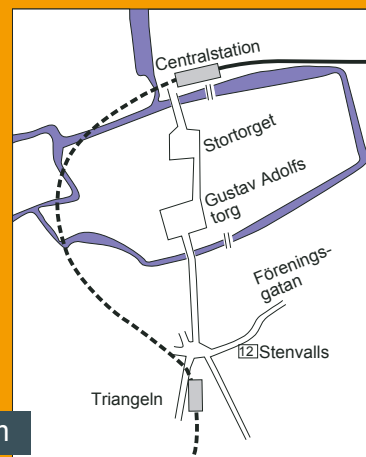 Centralstation
Stortorget
Gustav Adolfs
torg
Förenings-
gatan
12 Stenvalls
Triangeln
n